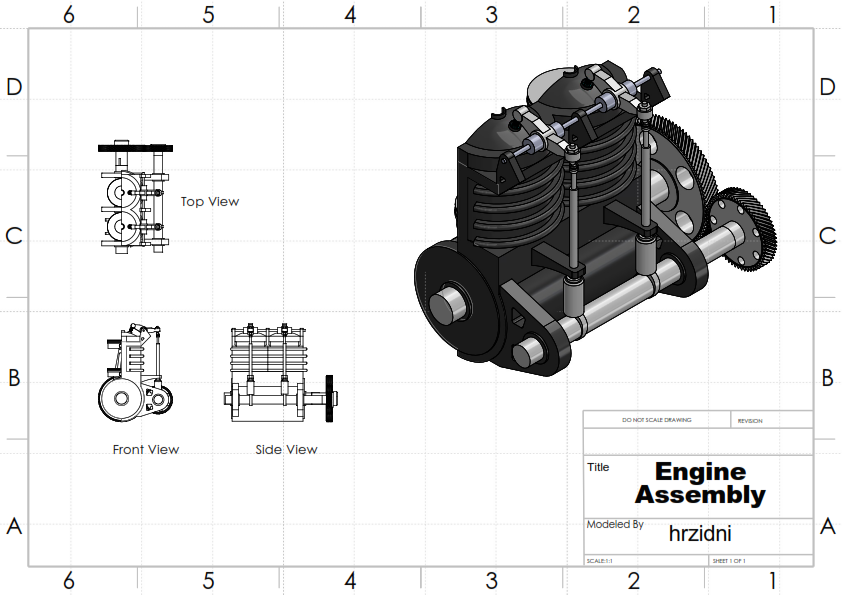 6 5 4 3 2 1
D D
Top View
C C
B B
Front View Side View
DO NOT SCALE DRAWING REVISION
Title Engine
Assembly
Modeled By hrzidni
A A
SCALE:1:1 SHEET 1 OF 1
6 5 4 3 2 1